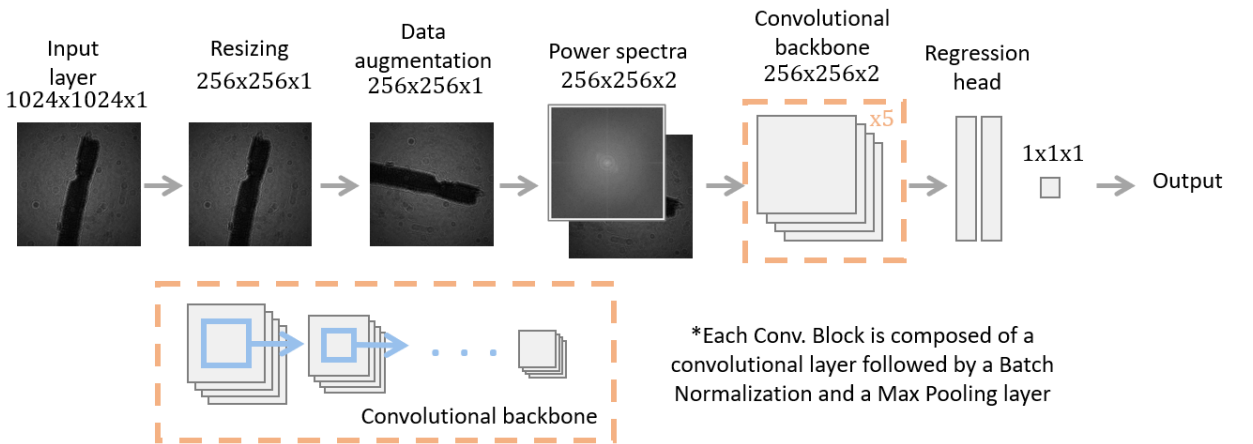 Input
layer
1024x1024x1
Resizing
256x256x1
Data
augmentation
256x256x1
Power spectra
256x256x2
Convolutional
backbone
256x256x2
x5
Regression
head
1x1x1
Output
Convolutional backbone
*Each Conv. Block is composed of a
convolutional layer followed by a Batch
Normalization and a Max Pooling layer